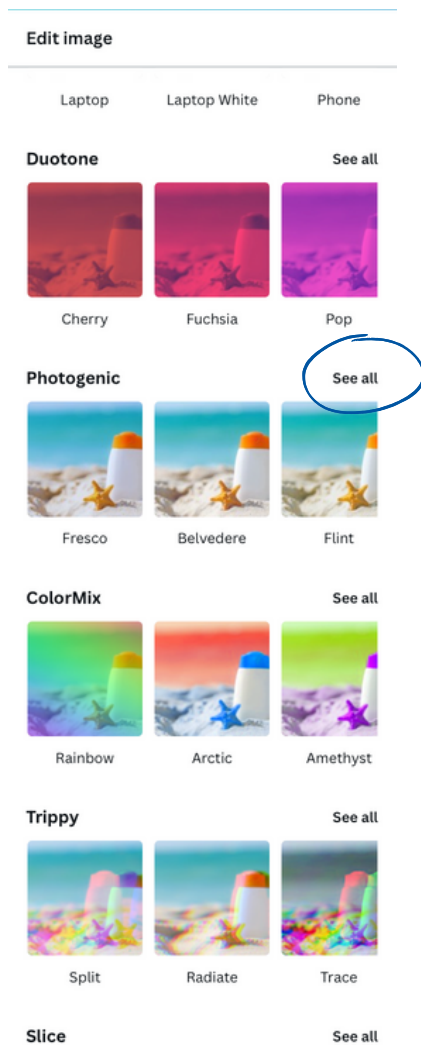 Edit image
Laptop Laptop White Phone
Duotone See all
Cherry Fuchsia Pop
Photogenic See all
Fresco Belvedere Flint
ColorMix See all
Rainbow Arctic Amethyst
Trippy See all
Split Radiate Trace
Slice See all